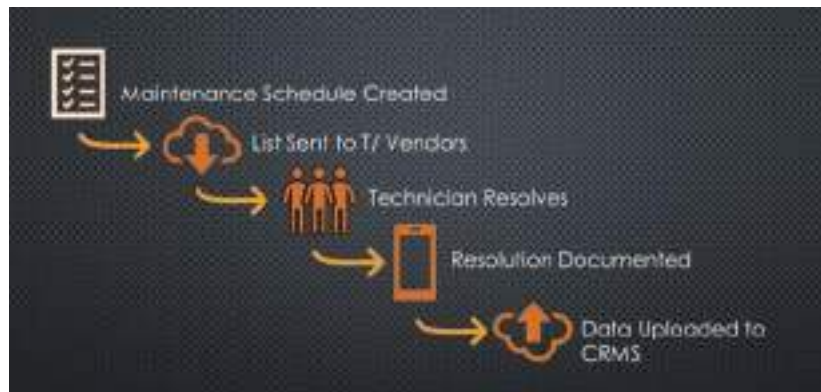 Maintenance Schedule Created
List Sent to T/ Vendors
Technician Resolves
Resolution Documented
Data Uploaded to
CRMS